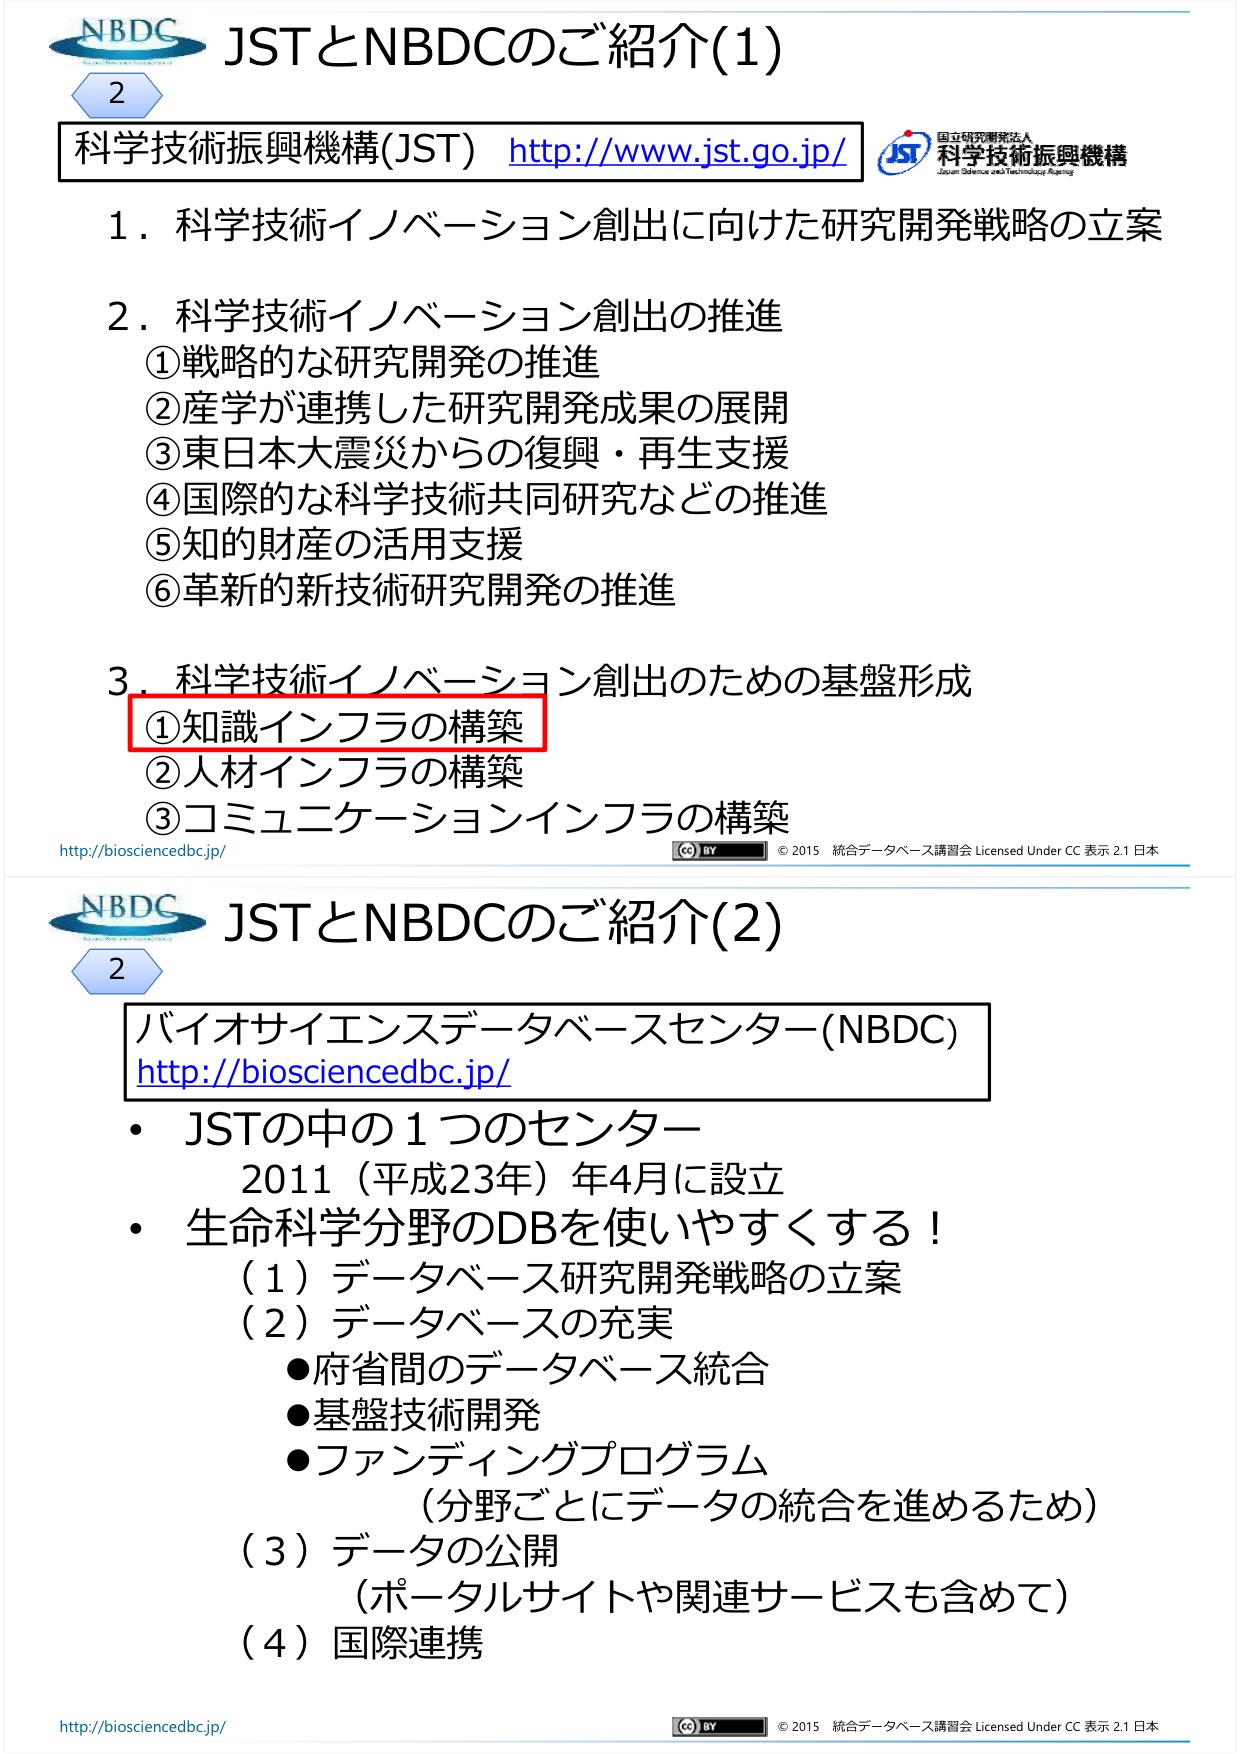 NBDC
JSTとNBDCのご紹介(1)
2
科学技術振興機構(JST) http://www.jst.go.jp/
JST
国立研究開発法人
科学技術振興機構
Japan Science and Technology Agency
１．科学技術イノベーション創出に向けた研究開発戦略の立案
２．科学技術イノベーション創出の推進
①戦略的な研究開発の推進
②産学が連携した研究開発成果の展開
③東日本大震災からの復興・再生支援
④国際的な科学技術共同研究などの推進
⑤知的財産の活用支援
⑥革新的新技術研究開発の推進
３．科学技術イノベーション創出のための基盤形成
①知識インフラの構築
②人材インフラの構築
③コミュニケーションインフラの構築
http://biosciencedbc.jp/
cc BY
© 2015 統合データベース講習会 Licensed Under CC 表示 2.1 日本
NBDC
JSTとNBDCのご紹介(2)
2
バイオサイエンスデータベースセンター(NBDC)
http://biosciencedbc.jp/
• JSTの中の１つのセンター
2011（平成23年）年4月に設立
• 生命科学分野のDBを使いやすくする！
（１）データベース研究開発戦略の立案
（２）データベースの充実
●府省間のデータベース統合
●基盤技術開発
●ファンディングプログラム
（分野ごとにデータの統合を進めるため）
（３）データの公開
（ポータルサイトや関連サービスも含めて）
（４）国際連携
http://biosciencedbc.jp/
cc BY
© 2015 統合データベース講習会 Licensed Under CC 表示 2.1 日本